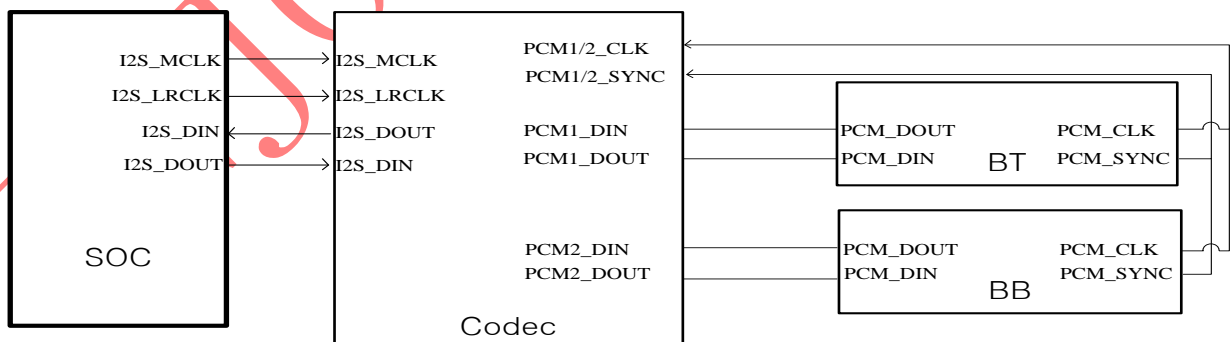 I2S_MCLK
I2S_LRCLK
I2S_DIN
I2S_DOUT
SOC
I2S_MCLK
I2S_LRCLK
I2S_DOUT
I2S_DIN
PCM1/2_CLK
PCM1/2_SYNC
PCM1_DIN
PCM1_DOUT
PCM2_DIN
PCM2_DOUT
Codec
PCM_DOUT
PCM_DIN
PCM_CLK
PCM_SYNC
BT
PCM_DOUT
PCM_DIN
PCM_CLK
PCM_SYNC
BB